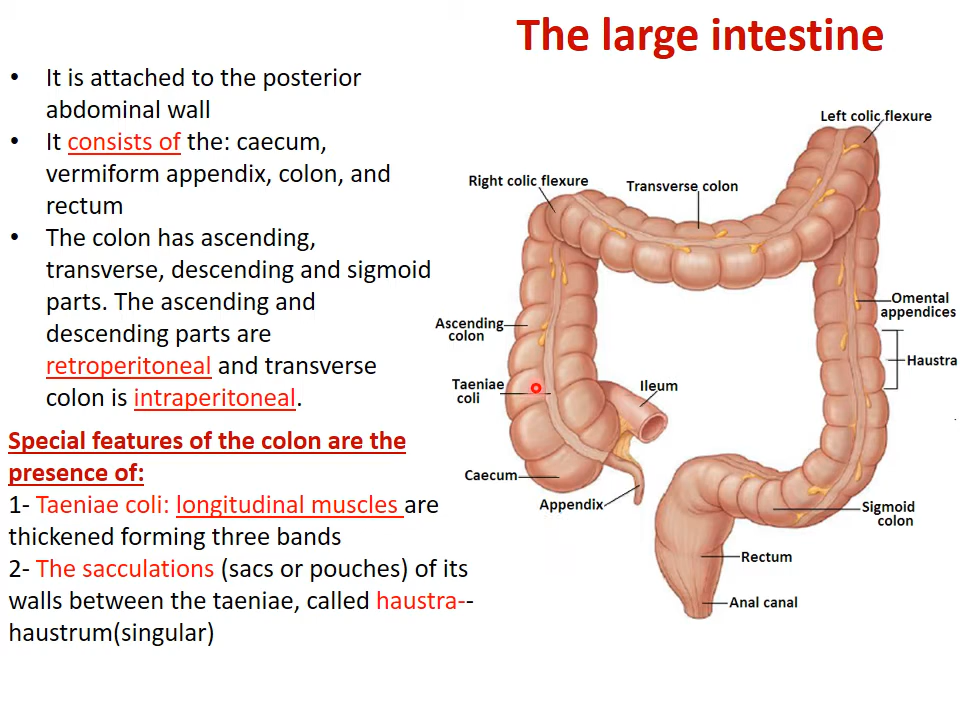 The large intestine
• It is attached to the posterior
abdominal wall
• It consists of the: caecum,
vermiform appendix, colon, and
rectum
• The colon has ascending,
transverse, descending and sigmoid
parts. The ascending and
descending parts are
retroperitoneal and transverse
colon is intraperitoneal.
Special features of the colon are the
presence of:
1- Taeniae coli: longitudinal muscles are
thickened forming three bands
2- The sacculations (sacs or pouches) of its
walls between the taeniae, called haustra--
haustrum(singular)
Left colic flexure
Right colic flexure
Transverse colon
Omental
appendices
Ascending
colon
Haustra
Taeniae
coli
Ileum
Caecum
Appendix
Sigmoid
colon
Rectum
Anal canal